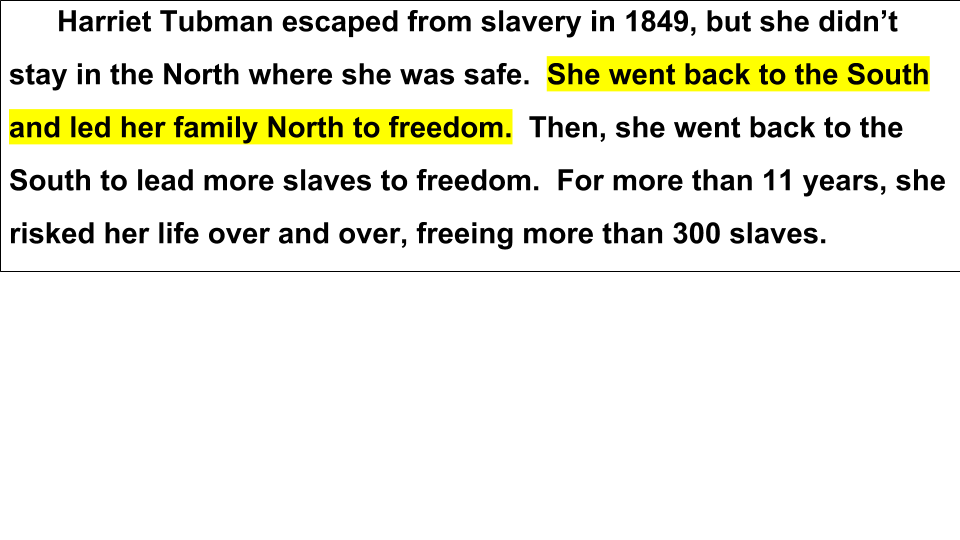 Harriet Tubman escaped from slavery in 1849, but she didn’t
stay in the North where she was safe.  She went back to the South
and led her family North to freedom.  Then, she went back to the
South to lead more slaves to freedom.  For more than 11 years, she
risked her life over and over, freeing more than 300 slaves.